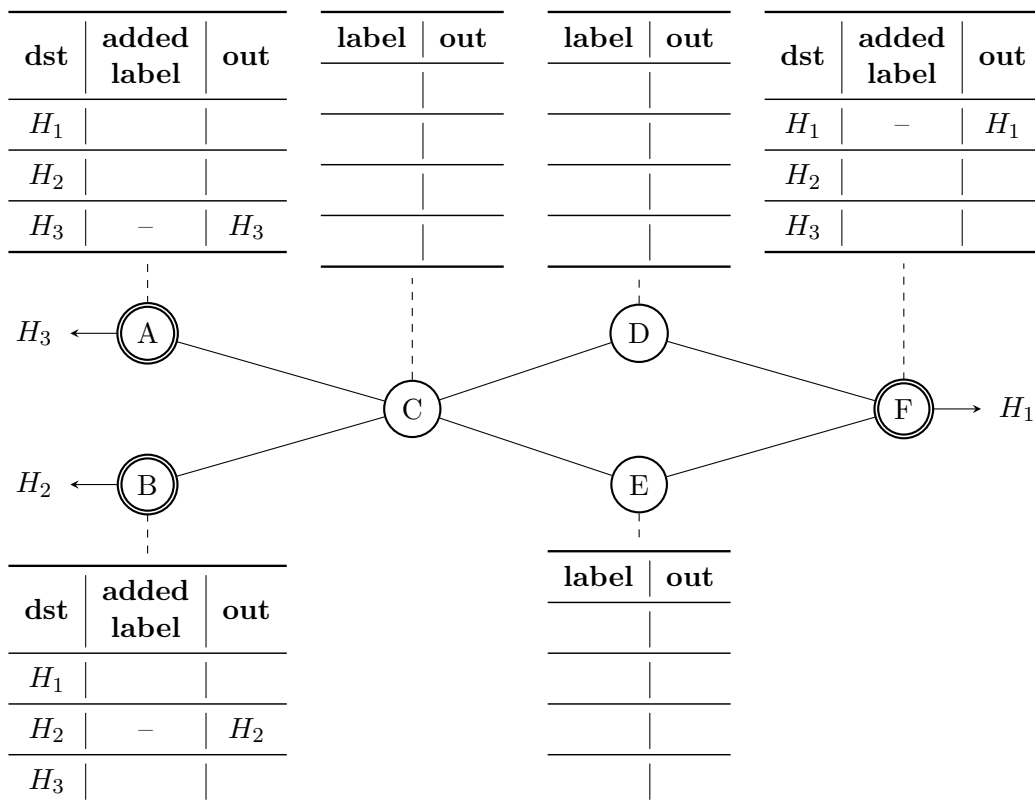 dst | added label | out
H₁
H₂
H₃ | – | H₃
label | out
label | out
dst | added label | out
H₁ | – | H₁
H₂
H₃
H₃
A
D
C
F
H₁
H₂
B
E
dst | added label | out
H₁
H₂ | – | H₂
H₃
label | out